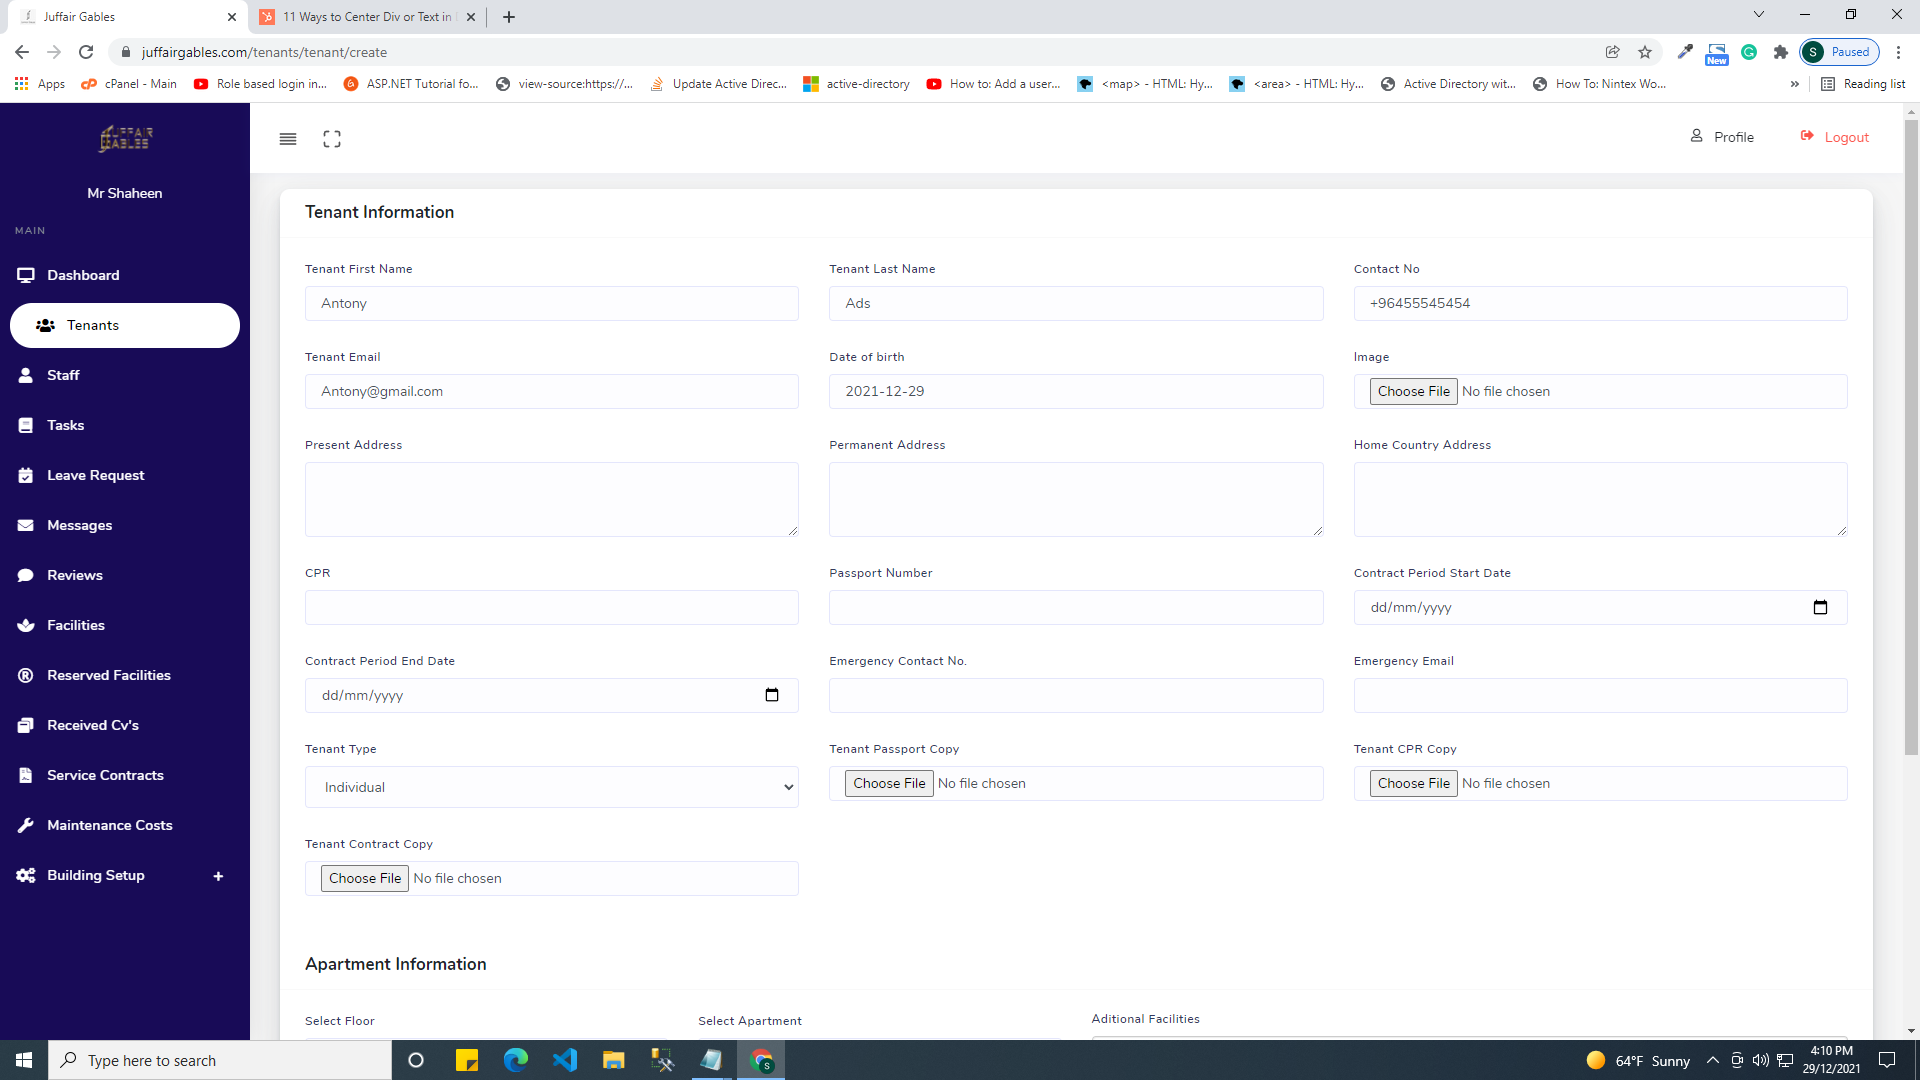 Juffair Gables
11 Ways to Center Div or Text in
juffairgables.com/tenants/tenant/create
Paused
New
Apps
cPanel - Main
Role based login in...
ASP.NET Tutorial fo...
view-source:https://...
Update Active Direc...
active-directory
How to: Add a user...
<map> - HTML: Hy...
<area> - HTML: Hy...
Active Directory wit...
How To: Nintex Wo...
»
Reading list
JUFFAIR
GABLES
Mr Shaheen
MAIN
Dashboard
Tenants
Staff
Tasks
Leave Request
Messages
Reviews
Facilities
Reserved Facilities
Received Cv's
Service Contracts
Maintenance Costs
Building Setup +
Profile
Logout
Tenant Information
Tenant First Name
Tenant Last Name
Contact No
Antony
Ads
+96455545454
Tenant Email
Date of birth
Image
Antony@gmail.com
2021-12-29
Choose File No file chosen
Present Address
Permanent Address
Home Country Address
CPR
Passport Number
Contract Period Start Date
dd/mm/yyyy
Contract Period End Date
Emergency Contact No.
Emergency Email
dd/mm/yyyy
Tenant Type
Tenant Passport Copy
Tenant CPR Copy
Individual
Choose File No file chosen
Choose File No file chosen
Tenant Contract Copy
Choose File No file chosen
Apartment Information
Select Floor
Select Apartment
Aditional Facilities
Type here to search
64°F Sunny
4:10 PM
29/12/2021